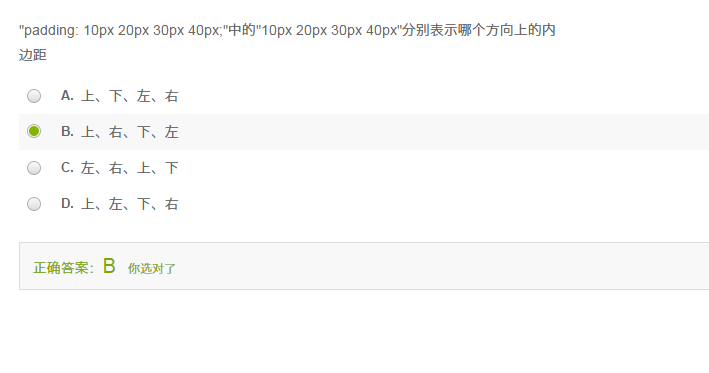 "padding: 10px 20px 30px 40px;"中的"10px 20px 30px 40px"分别表示哪个方向上的内
边距
A. 上、下、左、右
B. 上、右、下、左
C. 左、右、上、下
D. 上、左、下、右
正确答案: B 你选对了